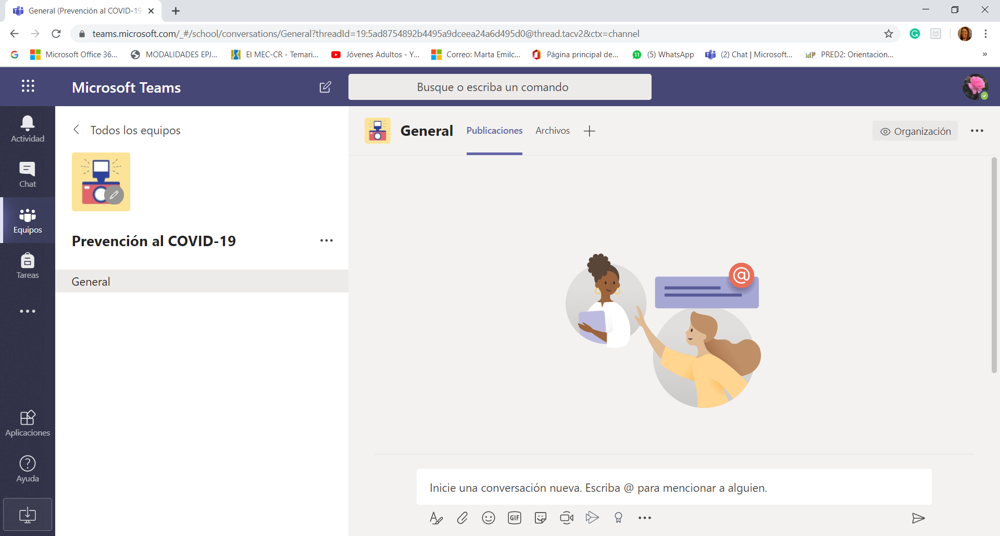 General (Prevención al COVID-19
teams.microsoft.com/_#/school/conversations/General?threadId=19:5ad8754892b4495a9dceea24a6d495d0@thread.tacv2&ctx=channel
Microsoft Office 36...
MODALIDADES EPJ...
El MEC-CR - Temari...
Jóvenes Adultos - Y...
Correo: Marta Emilc...
Página principal de...
11
(5) WhatsApp
(2) Chat | Microsoft...
idP
PRED2: Orientacion...
»
Microsoft Teams
Busque o escriba un comando
Actividad
Chat
Equipos
Tareas
Aplicaciones
Ayuda
Todos los equipos
Prevención al COVID-19
General
General
Publicaciones
Archivos
Organización
@
Inicie una conversación nueva. Escriba @ para mencionar a alguien.
GIF